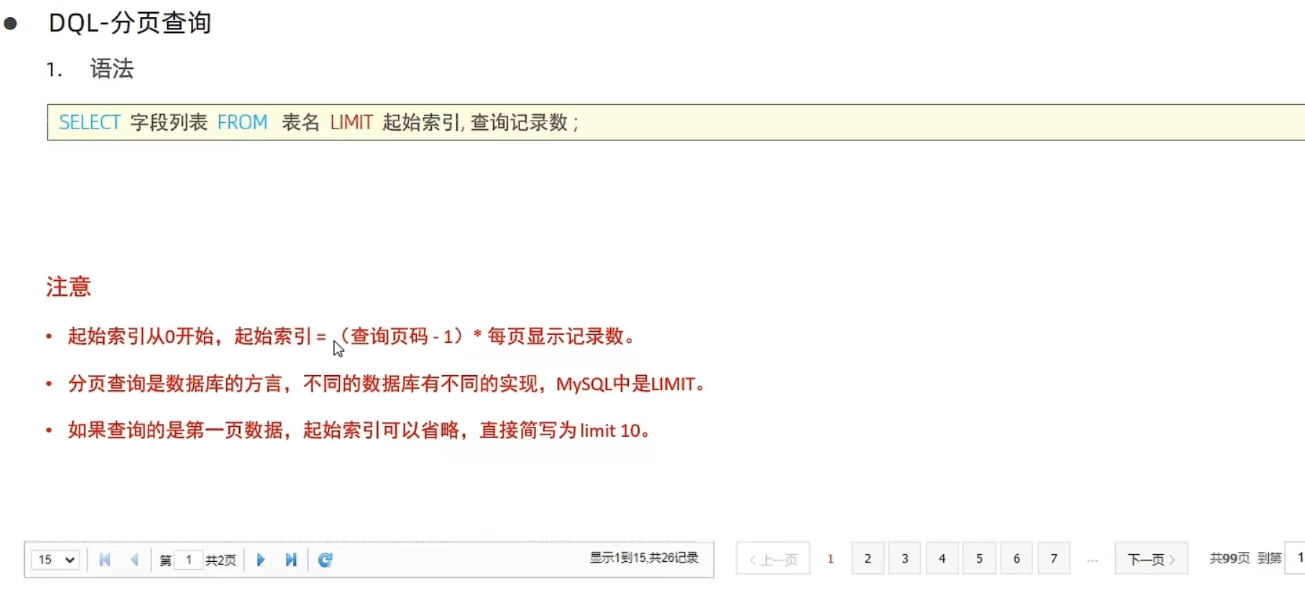 DQL-分页查询
1. 语法
SELECT 字段列表 FROM 表名 LIMIT 起始索引, 查询记录数 ;
注意
• 起始索引从0开始，起始索引 = （查询页码 - 1）* 每页显示记录数。
• 分页查询是数据库的方言，不同的数据库有不同的实现，MySQL中是LIMIT。
• 如果查询的是第一页数据，起始索引可以省略，直接简写为 limit 10。
15 第 1 共2页 显示1到15,共26记录 < 上一页 1 2 3 4 5 6 7 ... 下一页 > 共99页 到第 1